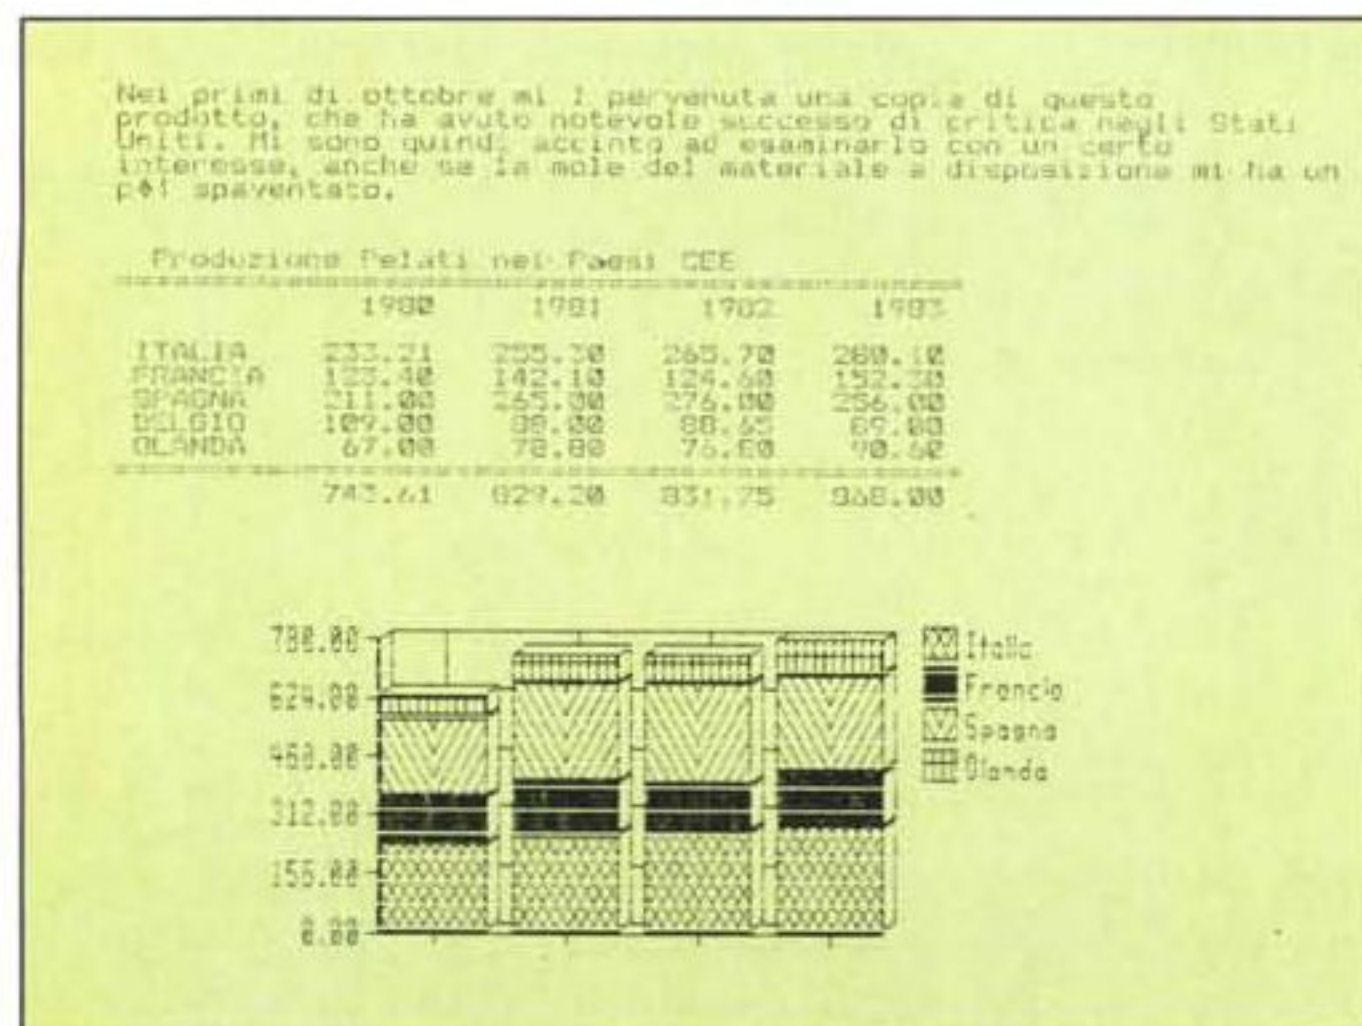 Nei primi di ottobre mi pervenuta una copia di questo
prodotto, che ha avuto notevole successo di critica negli Stati
Uniti. Mi sono quindi accinto ad esaminarlo con un certo
interesse, anche se la mole del materiale a disposizione mi ha un
spaventato.
Produzione Pelati nei Paesi CEE
1980 1981 1982 1983
ITALIA 233.21 255.30 265.70 280.10
FRANCIA 123.40 142.10 124.60 152.30
SPAGNA 211.00 265.00 276.00 256.00
BELGIO 109.00 88.00 88.65 89.00
OLANDA 67.00 78.80 76.80 90.60
743.61 829.20 831.75 868.00
780.00
624.00
468.00
312.00
156.00
0.00
Italia
Francia
Spagna
Olanda